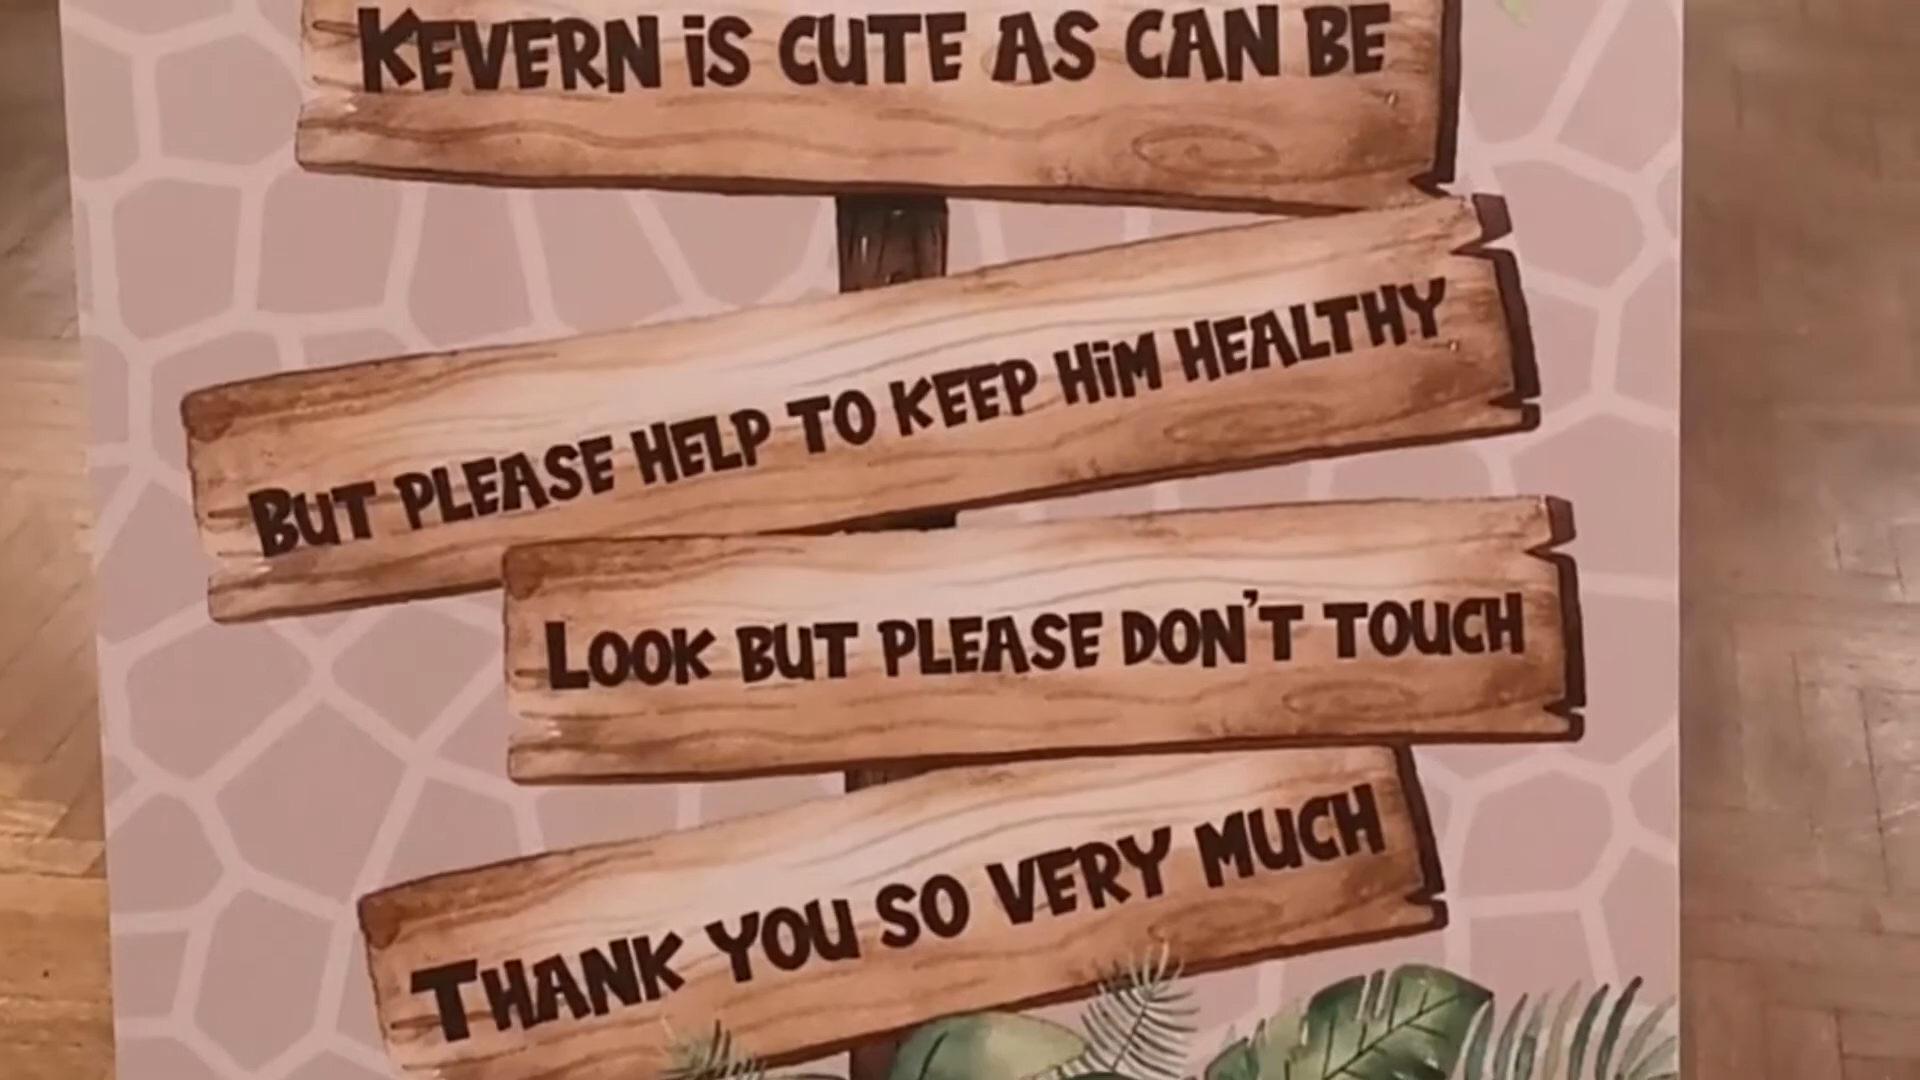 KEVERN iS CUTE AS CAN BE
BUT PLEASE HELP TO KEEP HiM HEALTHY
LOOK BUT PLEASE DON'T TOUCH
THANK YOU SO VERY MUCH